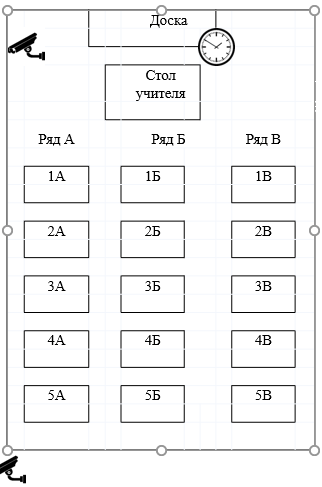 Доска
Стол
учителя
Ряд А Ряд Б Ряд В
1А 1Б 1В
2А 2Б 2В
3А 3Б 3В
4А 4Б 4В
5А 5Б 5В